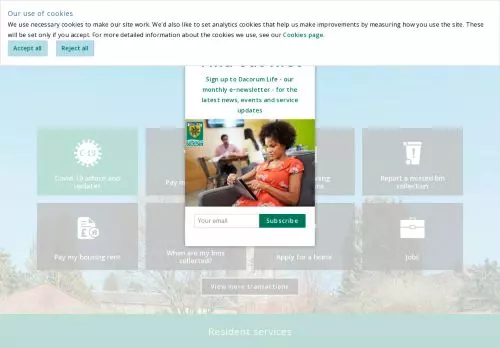 Our use of cookies
We use necessary cookies to make our site work. We'd also like to set analytics cookies that help us make improvements by measuring how you use the site. These
will be set only if you accept. For more detailed information about the cookies we use, see our Cookies page.
Accept all
Reject all
Sign up to Dacorum Life - our
monthly e-newsletter - for the
latest news, events and service
updates
C-19
Covid-19 advice and
updates
Pay m
Report a missed bin
collection
Your email
Subscribe
Pay my housing rent
When are my bins
collected?
Apply for a home
Jobs
View more transactions
Resident services